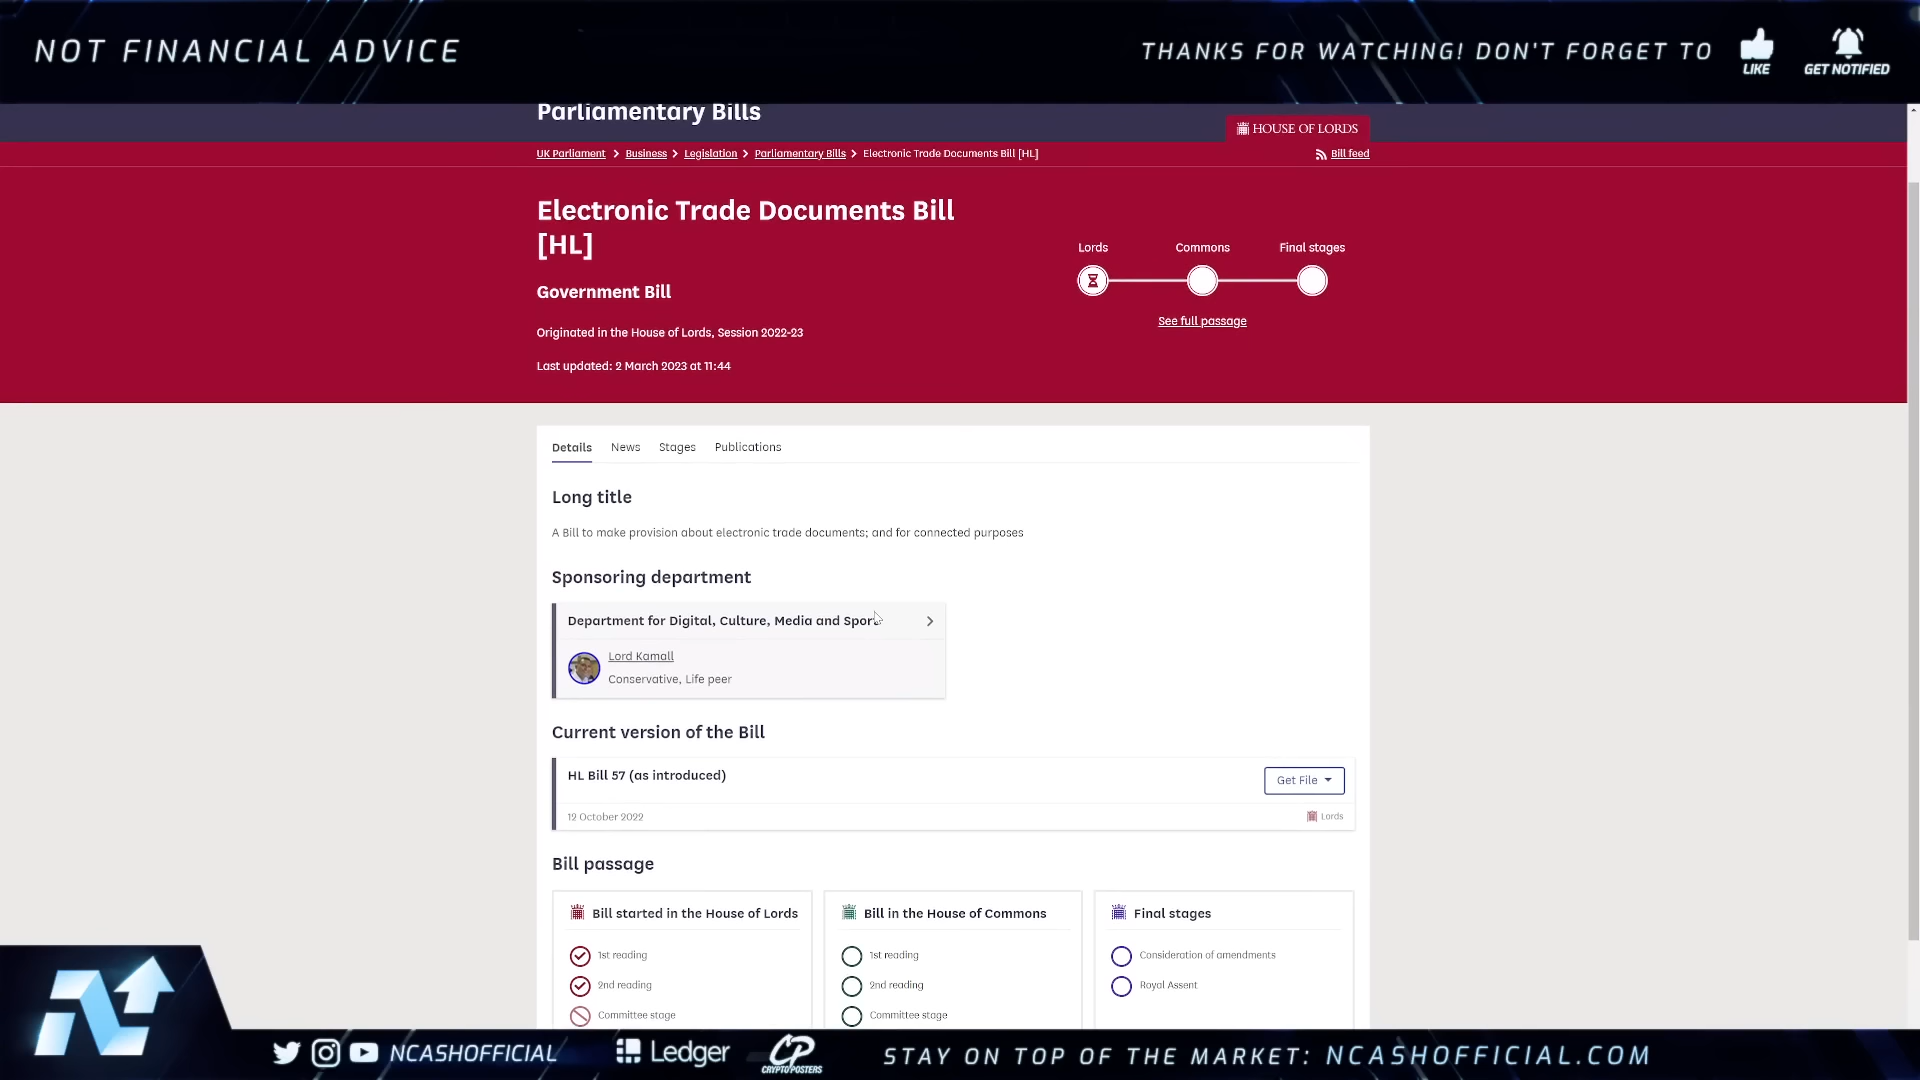 NOT FINANCIAL ADVICE
THANKS FOR WATCHING! DON'T FORGET TO
LIKE
GET NOTIFIED
Parliamentary Bills
HOUSE OF LORDS
UK Parliament > Business > Legislation > Parliamentary Bills > Electronic Trade Documents Bill [HL]
Bill feed
Electronic Trade Documents Bill
[HL]
Lords
Commons
Final stages
Government Bill
See full passage
Originated in the House of Lords, Session 2022-23
Last updated: 2 March 2023 at 11:44
Details
News
Stages
Publications
Long title
A Bill to make provision about electronic trade documents; and for connected purposes
Sponsoring department
Department for Digital, Culture, Media and Sport
Lord Kamall
Conservative, Life peer
Current version of the Bill
HL Bill 57 (as introduced)
Get File
12 October 2022
Lords
Bill passage
Bill started in the House of Lords
1st reading
2nd reading
Committee stage
Bill in the House of Commons
1st reading
2nd reading
Committee stage
Final stages
Consideration of amendments
Royal Assent
NCASHOFFICIAL
Ledger
CP
CRYPTOPOSTERS
STAY ON TOP OF THE MARKET: NCASHOFFICIAL.COM